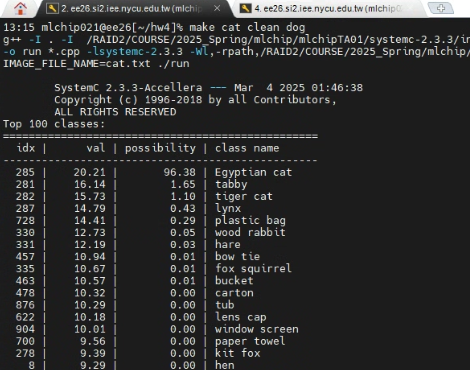 2. ee26.si2.iee.nycu.edu.tw (mlchip 4. ee26.si2.iee.nycu.edu.tw (mlchip0
13:15 mlchip021@ee26[~/hw4]% make cat clean dog
g++ -I . -I  /RAID2/COURSE/2025_Spring/mlchip/mlchipTA01/systemc-2.3.3/in
-o run *.cpp -lsystemc-2.3.3 -Wl,-rpath,/RAID2/COURSE/2025_Spring/mlchip/
IMAGE_FILE_NAME=cat.txt ./run
SystemC 2.3.3-Accellera --- Mar  4 2025 01:46:38
Copyright (c) 1996-2018 by all Contributors,
ALL RIGHTS RESERVED
Top 100 classes:
=================================================
idx |      val | possibility | class name
-------------------------------------------------
285 |    20.21 |       96.38 | Egyptian cat
281 |    16.14 |        1.65 | tabby
282 |    15.73 |        1.10 | tiger cat
287 |    14.79 |        0.43 | lynx
728 |    14.41 |        0.29 | plastic bag
330 |    12.73 |        0.05 | wood rabbit
331 |    12.19 |        0.03 | hare
457 |    10.94 |        0.01 | bow tie
335 |    10.67 |        0.01 | fox squirrel
463 |    10.57 |        0.01 | bucket
478 |    10.32 |        0.00 | carton
876 |    10.29 |        0.00 | tub
622 |    10.18 |        0.00 | lens cap
904 |    10.01 |        0.00 | window screen
700 |     9.56 |        0.00 | paper towel
278 |     9.39 |        0.00 | kit fox
8 |     9.29 |        0.00 | hen